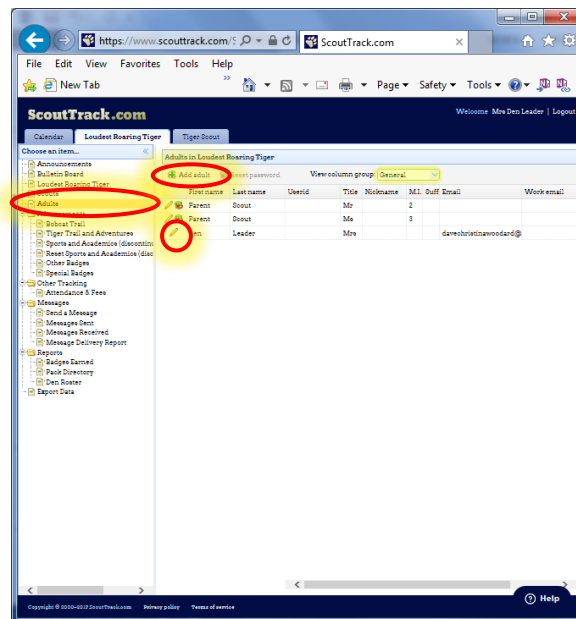 https://www.scouttrack.com/S
ScoutTrack.com
File Edit View Favorites Tools Help
New Tab
Page Safety Tools
ScoutTrack.com
Welcome Mrs Den Leader | Logout
Calendar Loudest Roaring Tiger Tiger Scout
Choose an item...
Announcements
Bulletin Board
Loudest Roaring Tiger
Scouts
Adults
Bobcat Trail
Tiger Trail and Adventures
Sports and Academics (discontinu
Reset Sports and Academics (disc
Other Badges
Special Badges
Other Tracking
Attendance & Fees
Messages
Send a Message
Messages Sent
Messages Received
Message Delivery Report
Reports
Badges Earned
Pack Directory
Den Roster
Export Data
Adults in Loudest Roaring Tiger
Add adult Reset password View column group: General
First name Last name Userid Title Nickname M.I. Suff Email Work email
Parent Scout Mr 2
Parent Scout Ms 3
Den Leader Mrs davechristinawoodard@
Copyright © 2000-2015 ScoutTrack.com Privacy policy Terms of service
Help